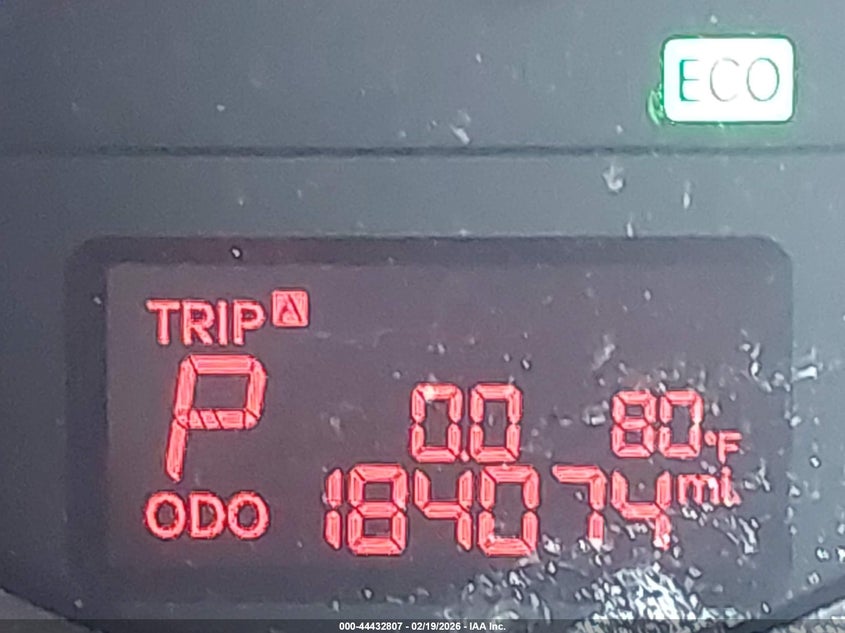 ECO
TRIP A
P 0.0 80°F
ODO 184074 mi
000-44432807 - 02/19/2026 - IAA Inc.